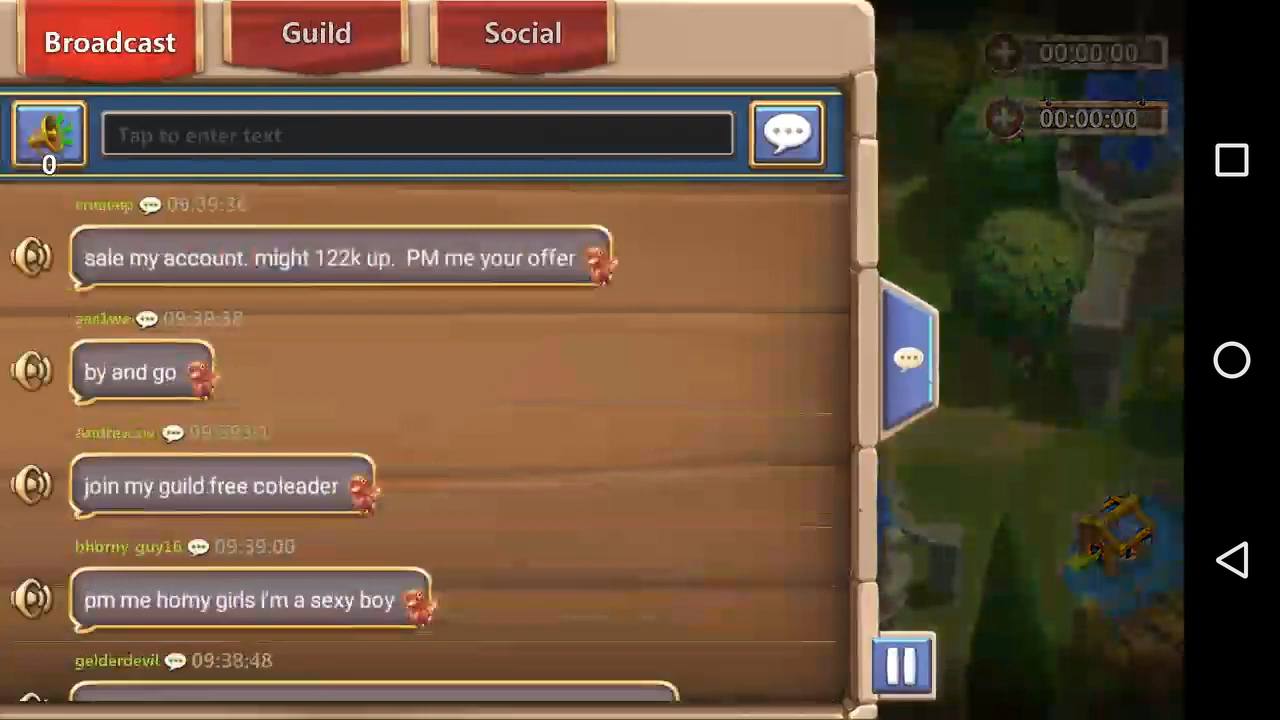 Broadcast
Guild
Social
00:00:00
00:00:00
Tap to enter text
0
09:39:36
sale my account. might 122k up. PM me your offer
09:39:38
by and go
join my guild free coleader
bhorny guy16 09:39:00
pm me horny girls i'm a sexy boy
gelderdevil 09:38:48